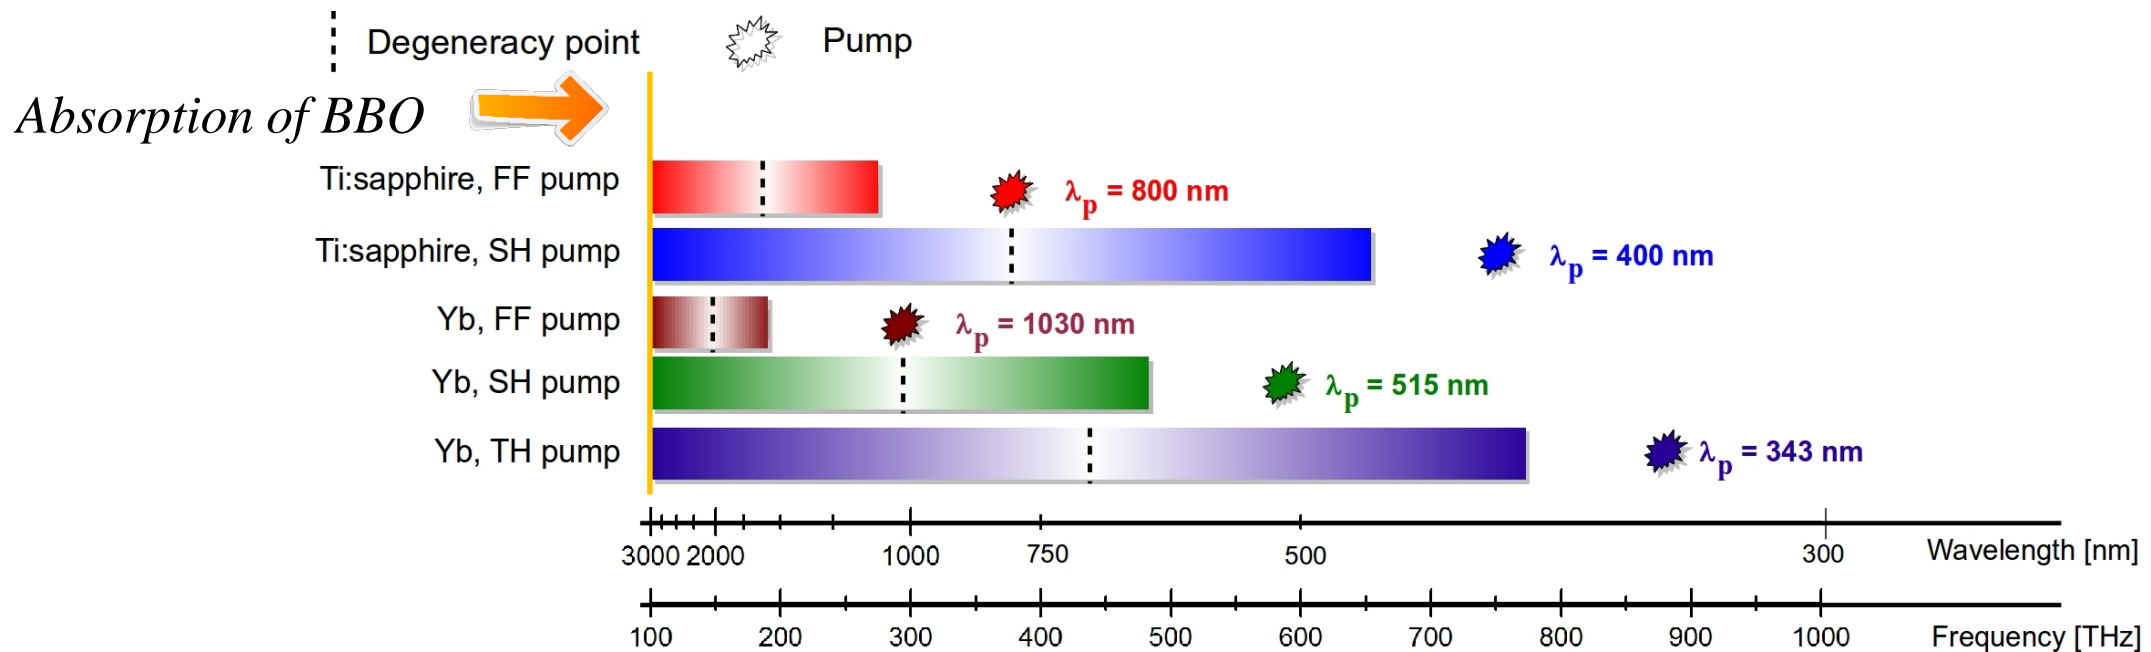 Degeneracy point
Pump
Absorption of BBO
Ti:sapphire, FF pump
λp = 800 nm
Ti:sapphire, SH pump
λp = 400 nm
Yb, FF pump
λp = 1030 nm
Yb, SH pump
λp = 515 nm
Yb, TH pump
λp = 343 nm
3000 2000 1000 750 500 300 Wavelength [nm]
100 200 300 400 500 600 700 800 900 1000 Frequency [THz]